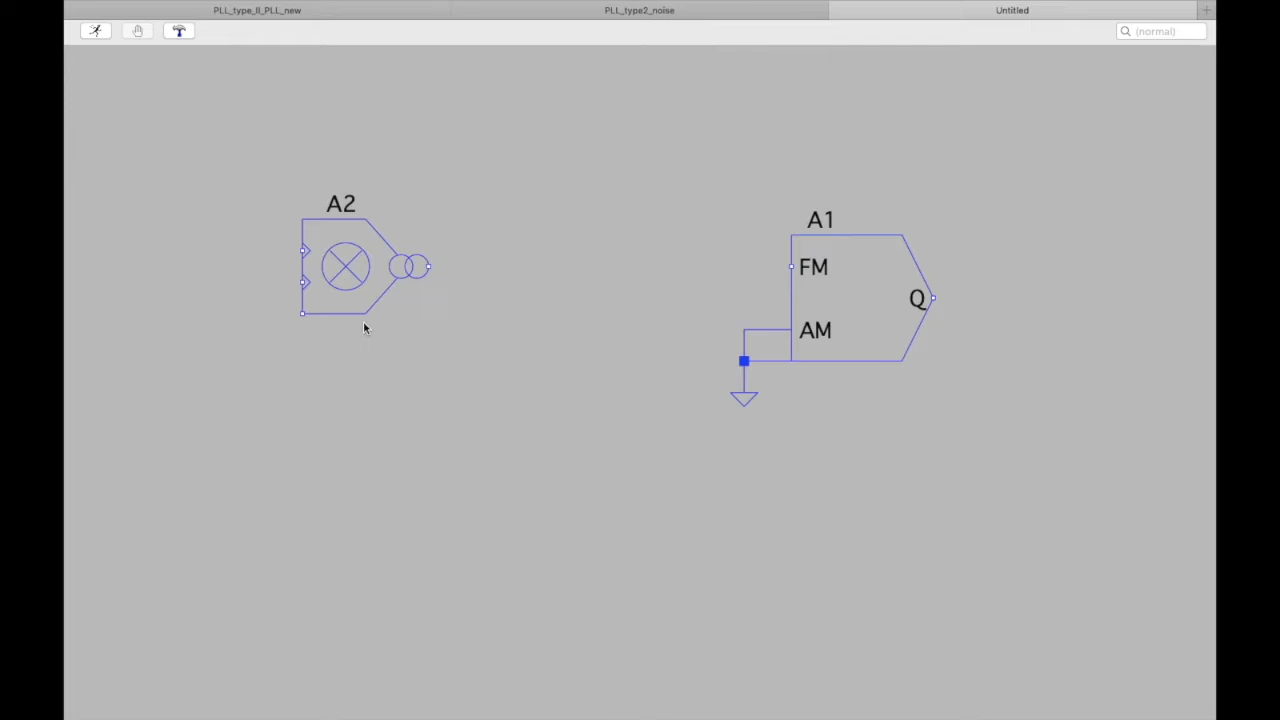 PLL_type_II_PLL_new
PLL_type2_noise
Untitled
(normal)
A2
A1
FM
Q
AM